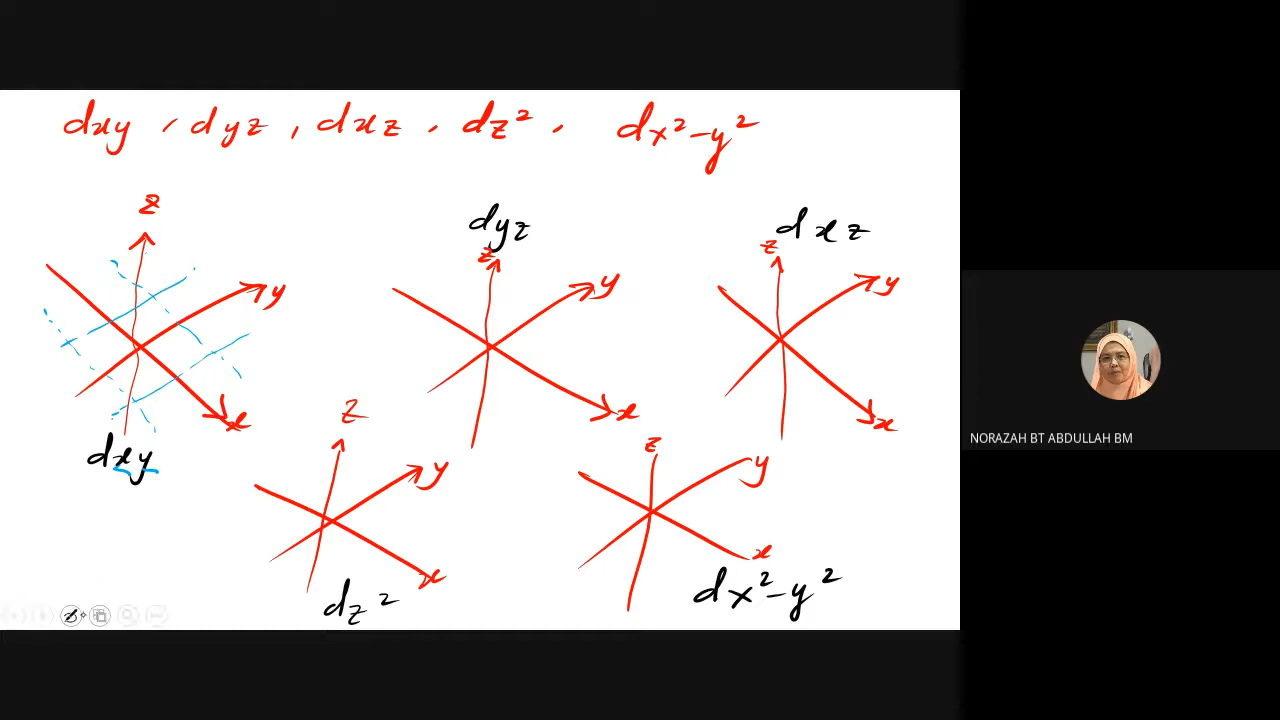 dxy, dyz, dxz, dz², dx²-y²
z
y
x
dxy
dyz
z
y
x
dxz
z
y
x
z
y
x
dz²
z
y
x
dx²-y²
NORAZAH BT ABDULLAH BM